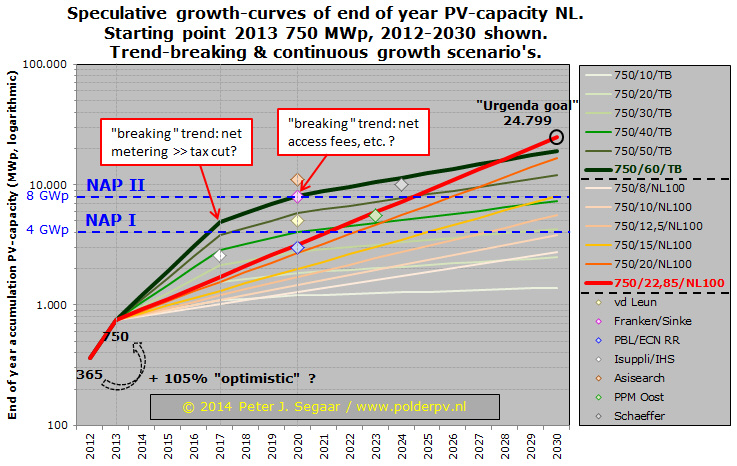 Speculative growth-curves of end of year PV-capacity NL.
Starting point 2013 750 MWp, 2012-2030 shown.
Trend-breaking & continuous growth scenario's.
End of year accumulation PV-capacity (MWp, logarithmic)
100.000
10.000
1.000
100
NAP II
8 GWp
NAP I
4 GWp
"breaking" trend: net
metering >> tax cut?
"breaking" trend: net
access fees, etc. ?
"Urgenda goal"
24.799
750
365
+ 105% "optimistic" ?
© 2014 Peter J. Segaar / www.polderpv.nl
2012
2013
2014
2015
2016
2017
2018
2019
2020
2021
2022
2023
2024
2025
2026
2027
2028
2029
2030
750/10/TB
750/20/TB
750/30/TB
750/40/TB
750/50/TB
750/60/TB
750/8/NL100
750/10/NL100
750/12,5/NL100
750/15/NL100
750/20/NL100
750/22,85/NL100
vd Leun
Franken/Sinke
PBL/ECN RR
Isuppli/IHS
Asisearch
PPM Oost
Schaeffer